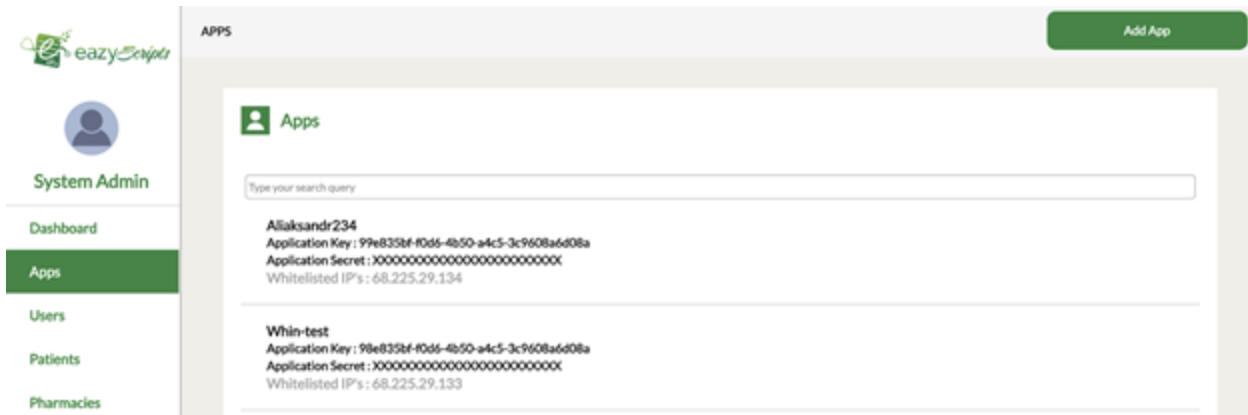 eazyScripts
APPS
Add App
System Admin
Dashboard
Apps
Users
Patients
Pharmacies
Apps
Type your search query
Aliaksandr234
Application Key : 99e835bf-f0d6-4b50-a4c5-3c9608a6d08a
Application Secret : XXXXXXXXXXXXXXXXXXXXXXXXXX
Whitelisted IP's : 68.225.29.134
Whin-test
Application Key : 98e835bf-f0d6-4b50-a4c5-3c9608a6d08a
Application Secret : XXXXXXXXXXXXXXXXXXXXXXXXXX
Whitelisted IP's : 68.225.29.133